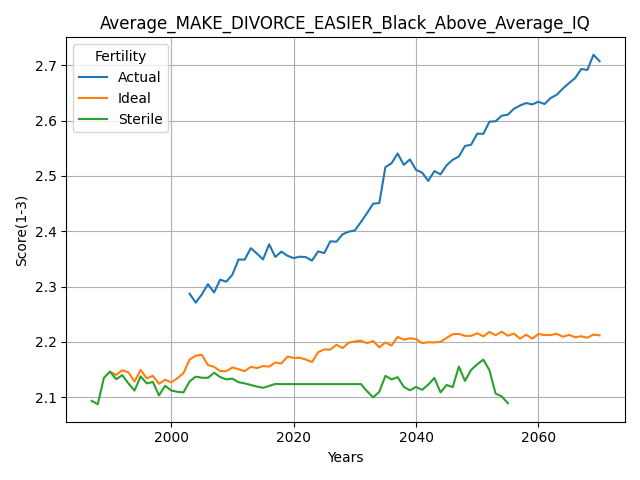 Average_MAKE_DIVORCE_EASIER_Black_Above_Average_IQ
Fertility
Actual
Ideal
Sterile
Score(1-3)
2.7
2.6
2.5
2.4
2.3
2.2
2.1
2000
2020
2040
2060
Years